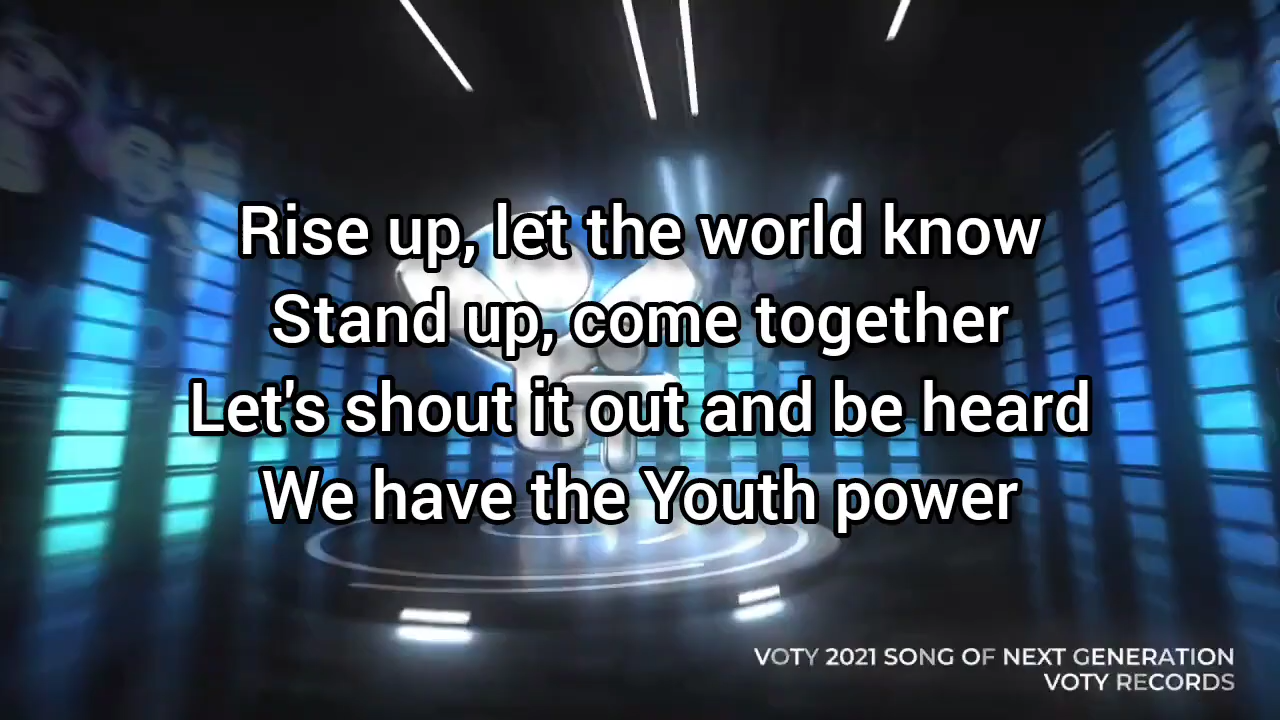 Rise up, let the world know
Stand up, come together
Let's shout it out and be heard
We have the Youth power
VOTY 2021 SONG OF NEXT GENERATION
VOTY RECORDS